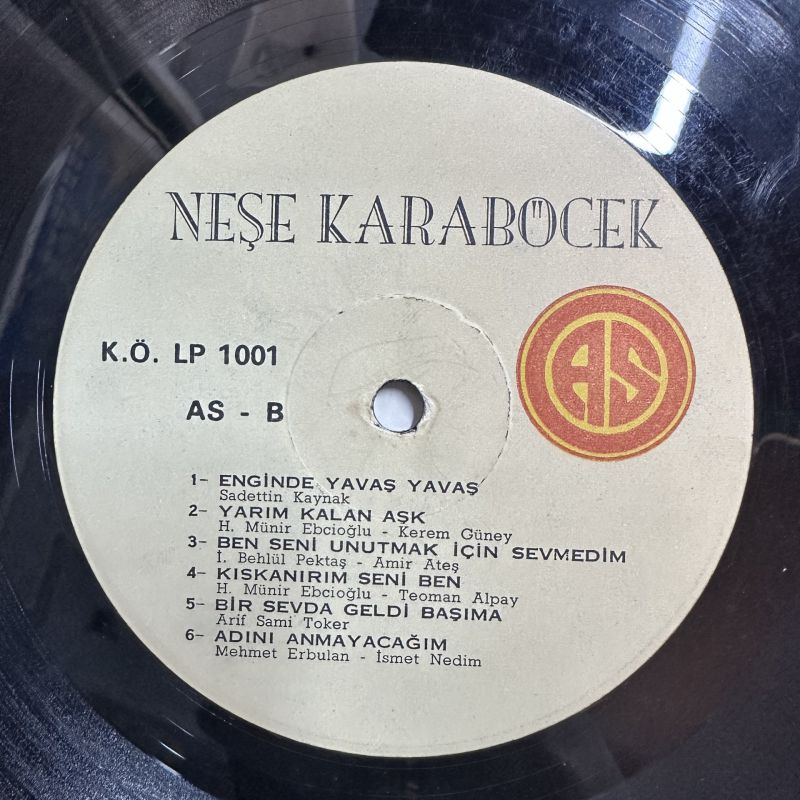 NEŞE KARABÖCEK
K.Ö. LP 1001
AS
AS - B
1- ENGİNDE YAVAŞ YAVAŞ
Sadettin Kaynak
2- YARIM KALAN AŞK
H. Münir Ebcioğlu - Kerem Güney
3- BEN SENİ UNUTMAK İÇİN SEVMEDİM
İ. Behlül Pektaş - Amir Ateş
4- KISKANIRIM SENİ BEN
H. Münir Ebcioğlu - Teoman Alpay
5- BİR SEVDA GELDİ BAŞIMA
Arif Sami Toker
6- ADINI ANMAYACAĞIM
Mehmet Erbulan - İsmet Nedim